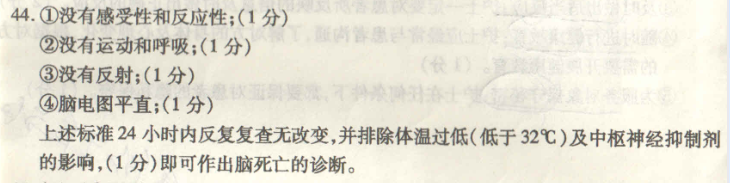 44. ①没有感受性和反应性;(1 分)
②没有运动和呼吸;(1 分)
③没有反射;(1 分)
④脑电图平直;(1 分)
上述标准 24 小时内反复复查无改变,并排除体温过低(低于 32℃)及中枢神经抑制剂
的影响,(1 分)即可作出脑死亡的诊断。